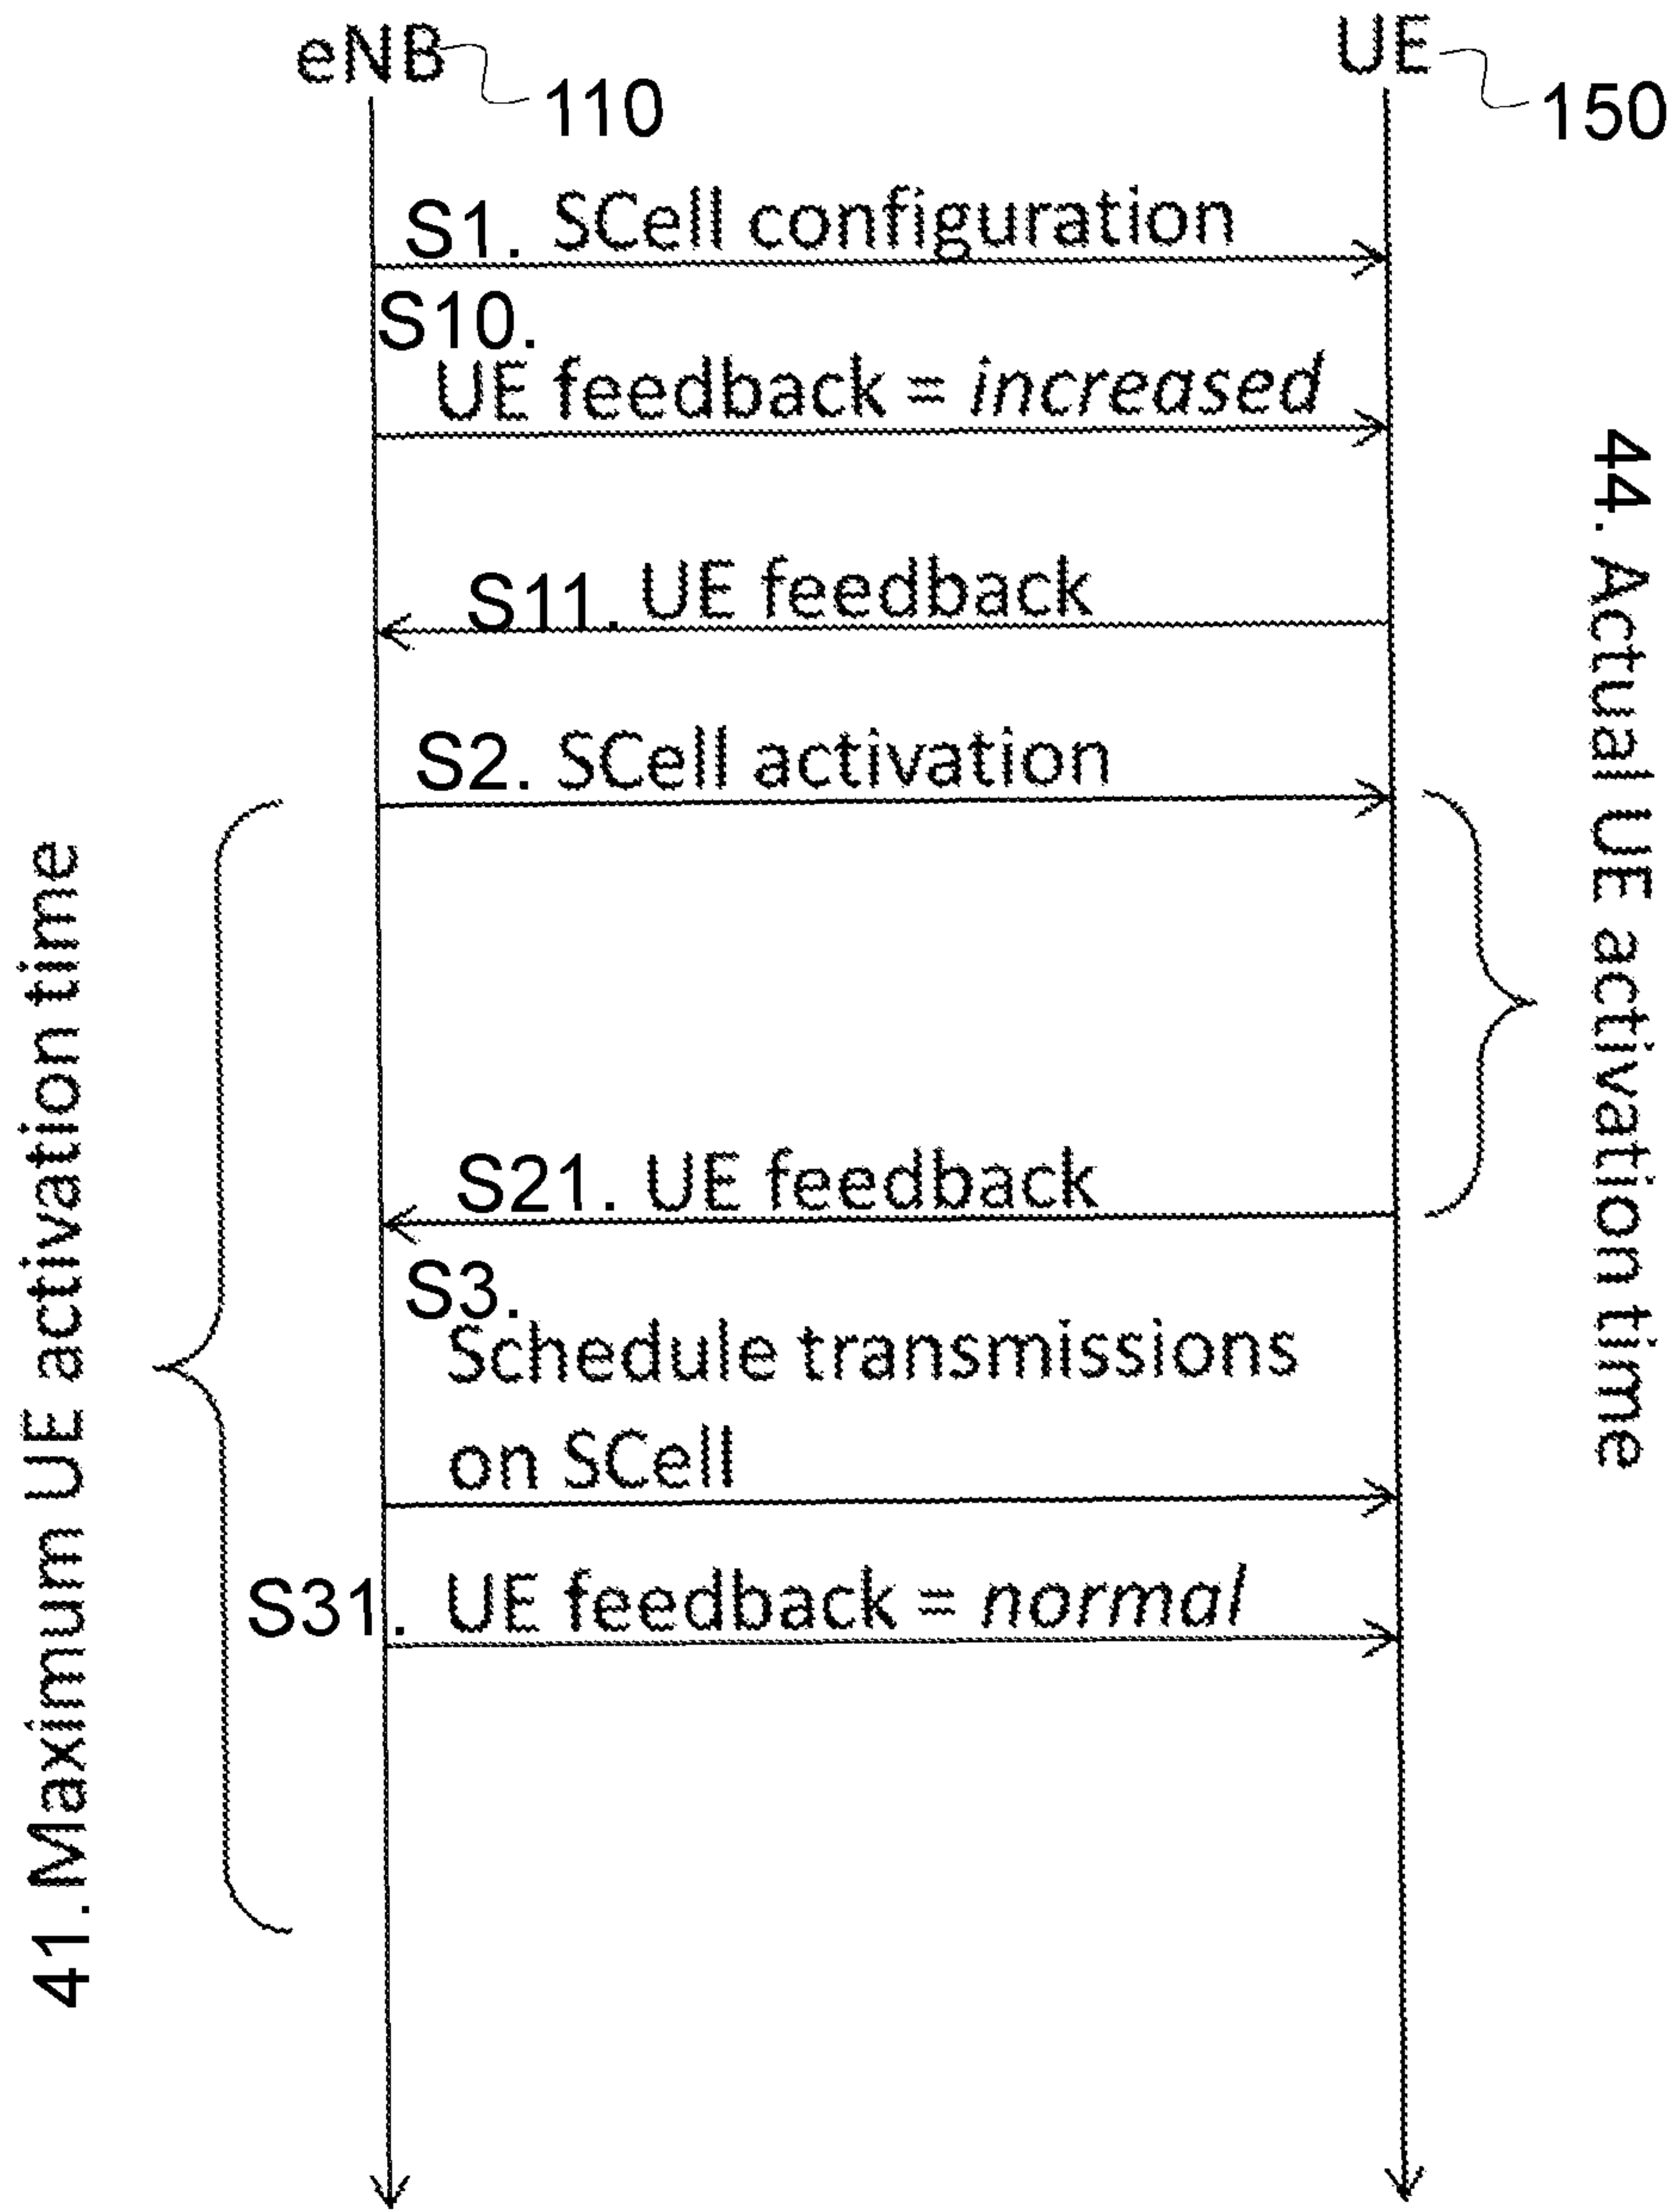 eNB
110
UE
150
S1. SCell configuration
S10.
UE feedback = increased
S11. UE feedback
S2. SCell activation
S21. UE feedback
S3.
Schedule transmissions
on SCell
S31. UE feedback = normal
41. Maximum UE activation time
44. Actual UE activation time